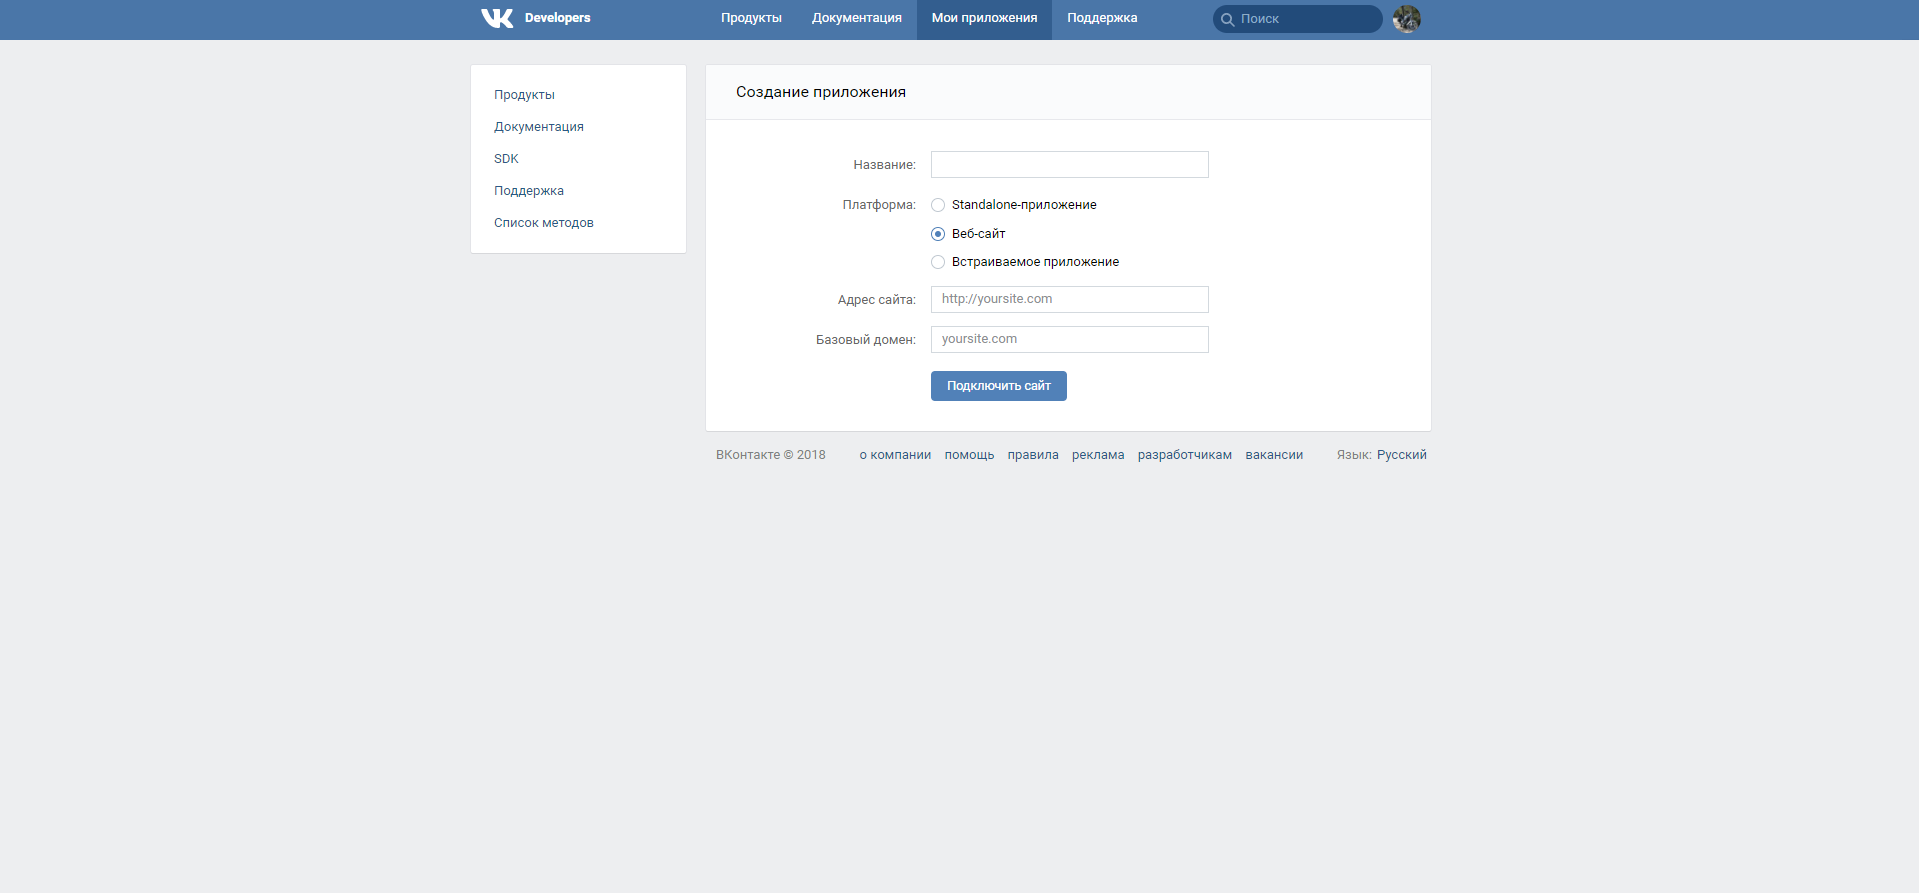 VK Developers Продукты Документация Мои приложения Поддержка Поиск
Продукты
Документация
SDK
Поддержка
Список методов
Создание приложения
Название:
Платформа: Standalone-приложение
Веб-сайт
Встраиваемое приложение
Адрес сайта: http://yoursite.com
Базовый домен: yoursite.com
Подключить сайт
ВКонтакте © 2018 о компании помощь правила реклама разработчикам вакансии Язык: Русский